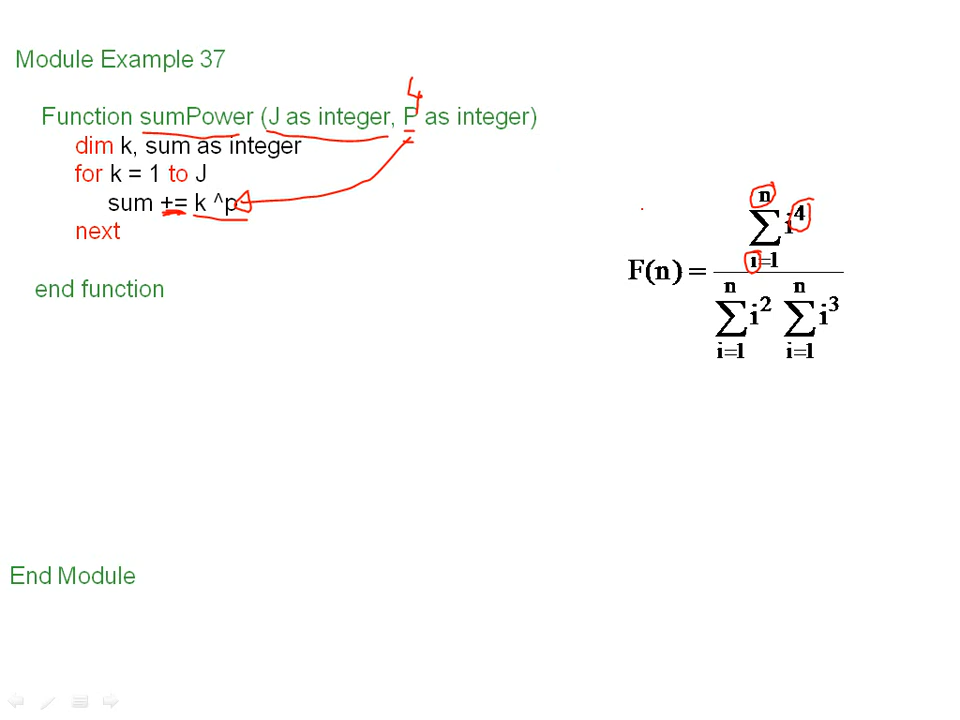 Module Example 37
4
Function sumPower (J as integer, P as integer)
dim k, sum as integer
for k = 1 to J
sum += k ^p
next
end function
n
∑ i4
i=1
F(n) =
n n
∑ i2 ∑ i3
i=1 i=1
End Module